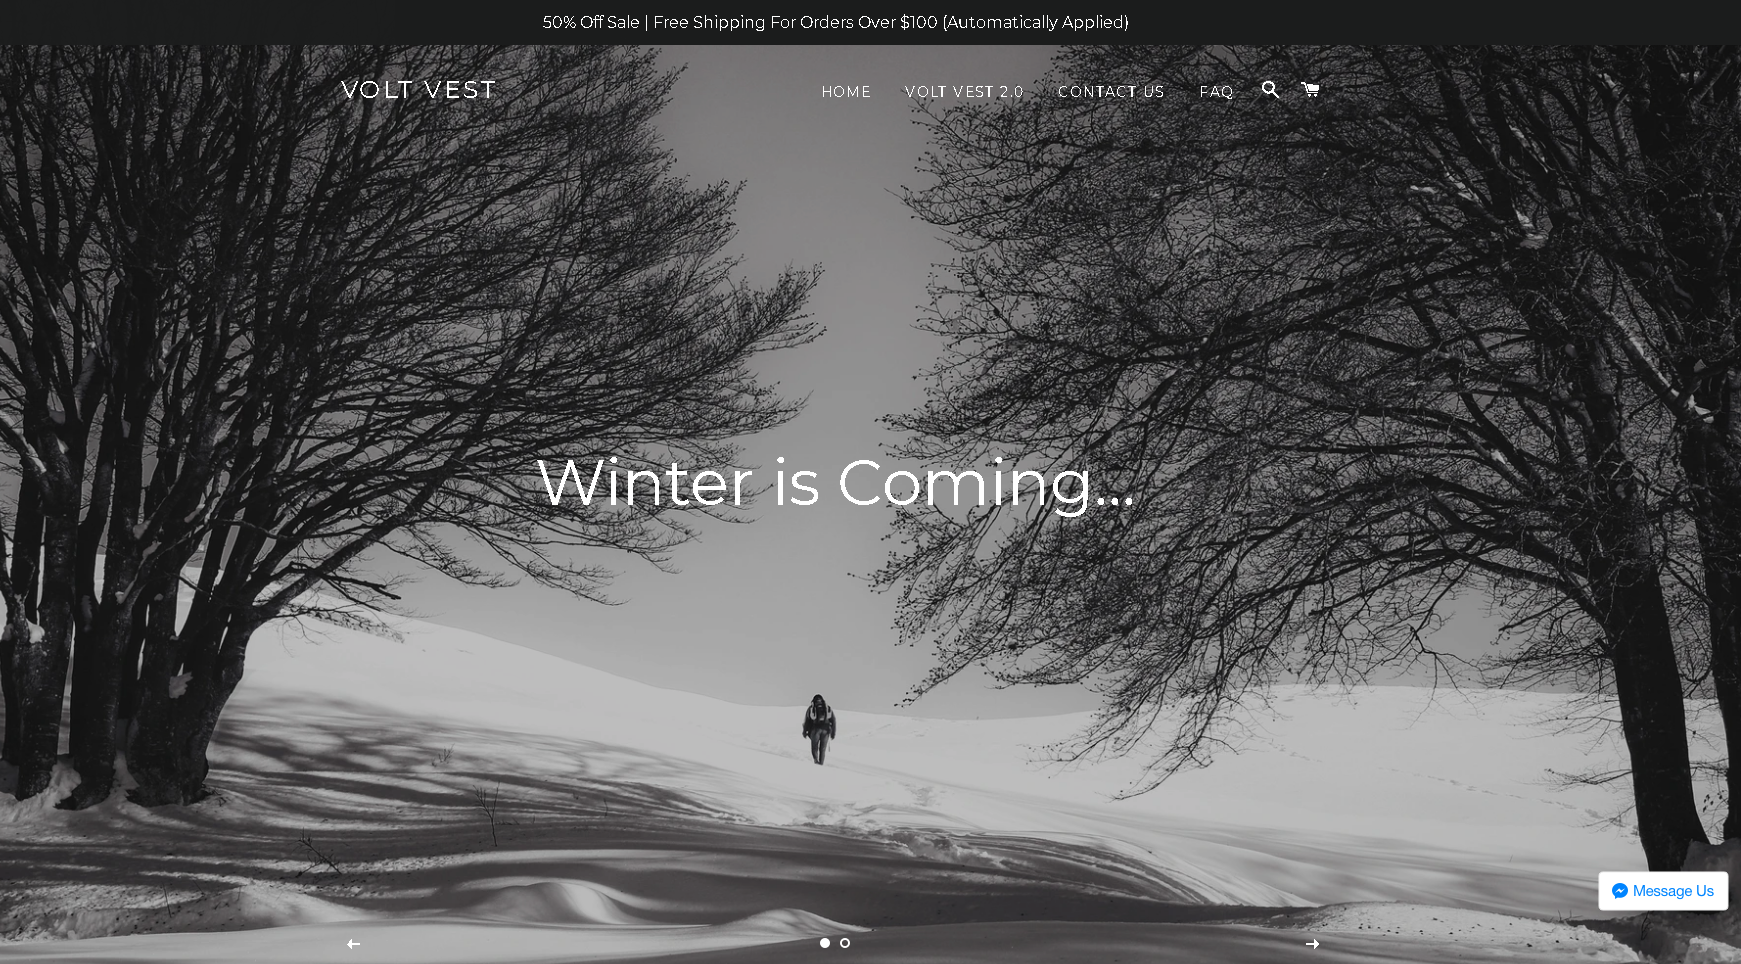 50% Off Sale | Free Shipping For Orders Over $100 (Automatically Applied)
VOLT VEST
HOME
VOLT VEST 2.0
CONTACT US
FAQ
Winter is Coming...
Message Us